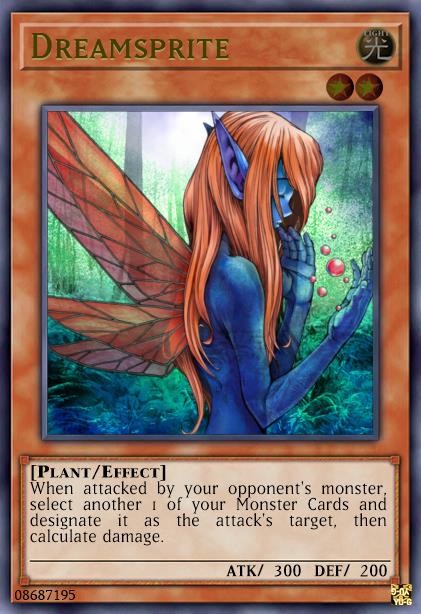 DREAMSPRITE
LIGHT
光
[PLANT/EFFECT]
When attacked by your opponent's monster,
select another 1 of your Monster Cards and
designate it as the attack's target, then
calculate damage.
ATK/ 300 DEF/ 200
08687195